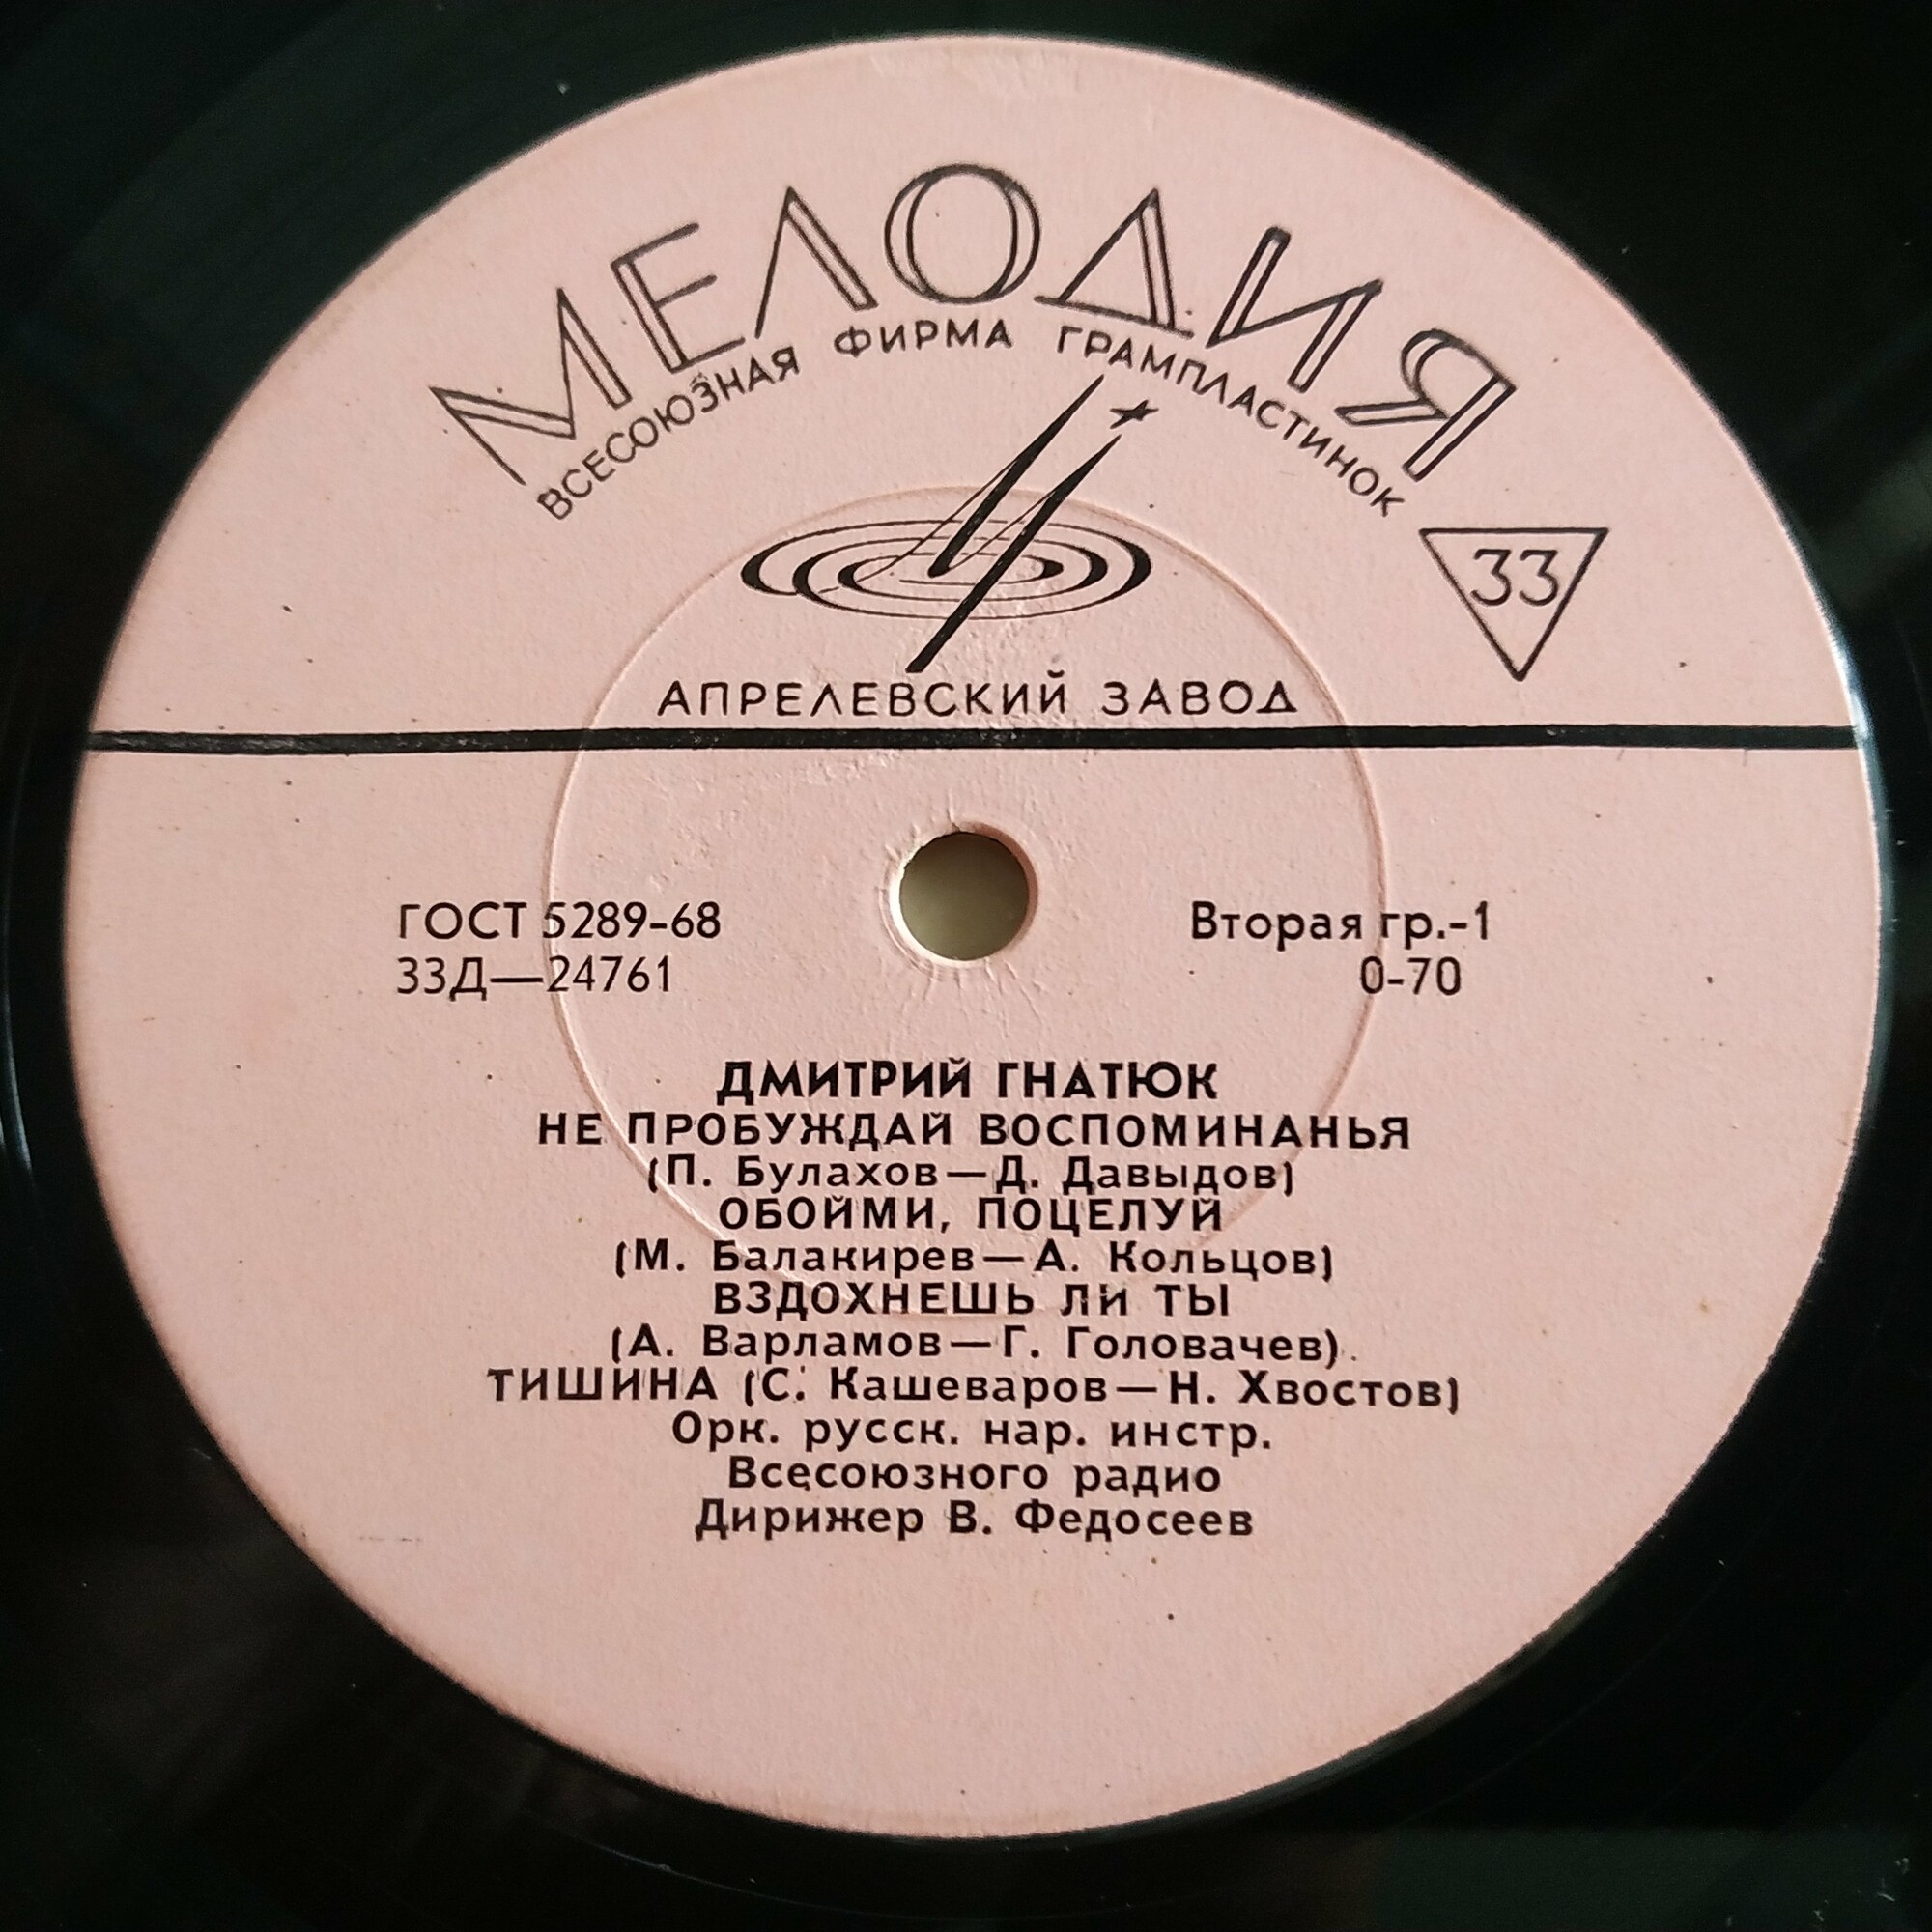 МЕЛОДИЯ
ВСЕСОЮЗНАЯ ФИРМА ГРАМПЛАСТИНОК
33
АПРЕЛЕВСКИЙ ЗАВОД
ГОСТ 5289-68
Вторая гр.-1
33Д—24761
0-70
ДМИТРИЙ ГНАТЮК
НЕ ПРОБУЖДАЙ ВОСПОМИНАНЬЯ
(П. Булахов—Д. Давыдов)
ОБОЙМИ, ПОЦЕЛУЙ
(М. Балакирев—А. Кольцов)
ВЗДОХНЕШЬ ЛИ ТЫ
(А. Варламов—Г. Головачев).
ТИШИНА (С. Кашеваров—Н. Хвостов)
Орк. русск. нар. инстр.
Всесоюзного радио
Дирижер В. Федосеев